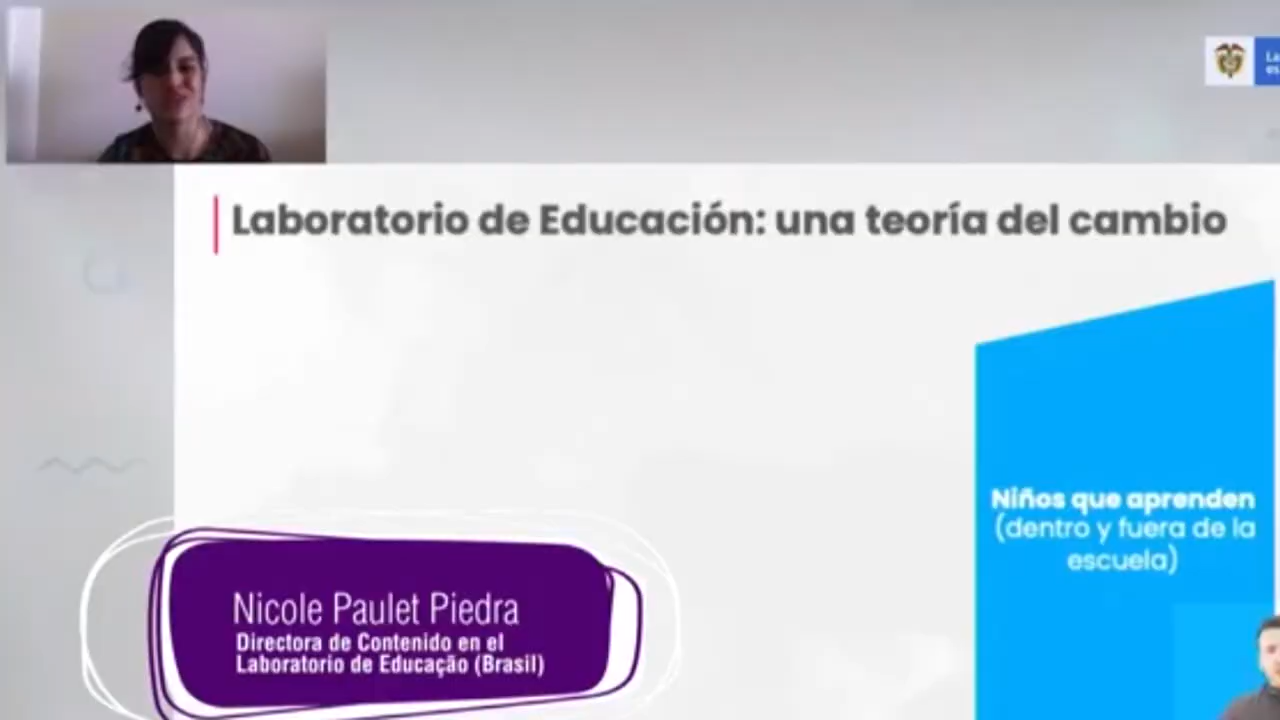 Laboratorio de Educación: una teoría del cambio
Niños que aprenden
(dentro y fuera de la
escuela)
Nicole Paulet Piedra
Directora de Contenido en el
Laboratorio de Educação (Brasil)